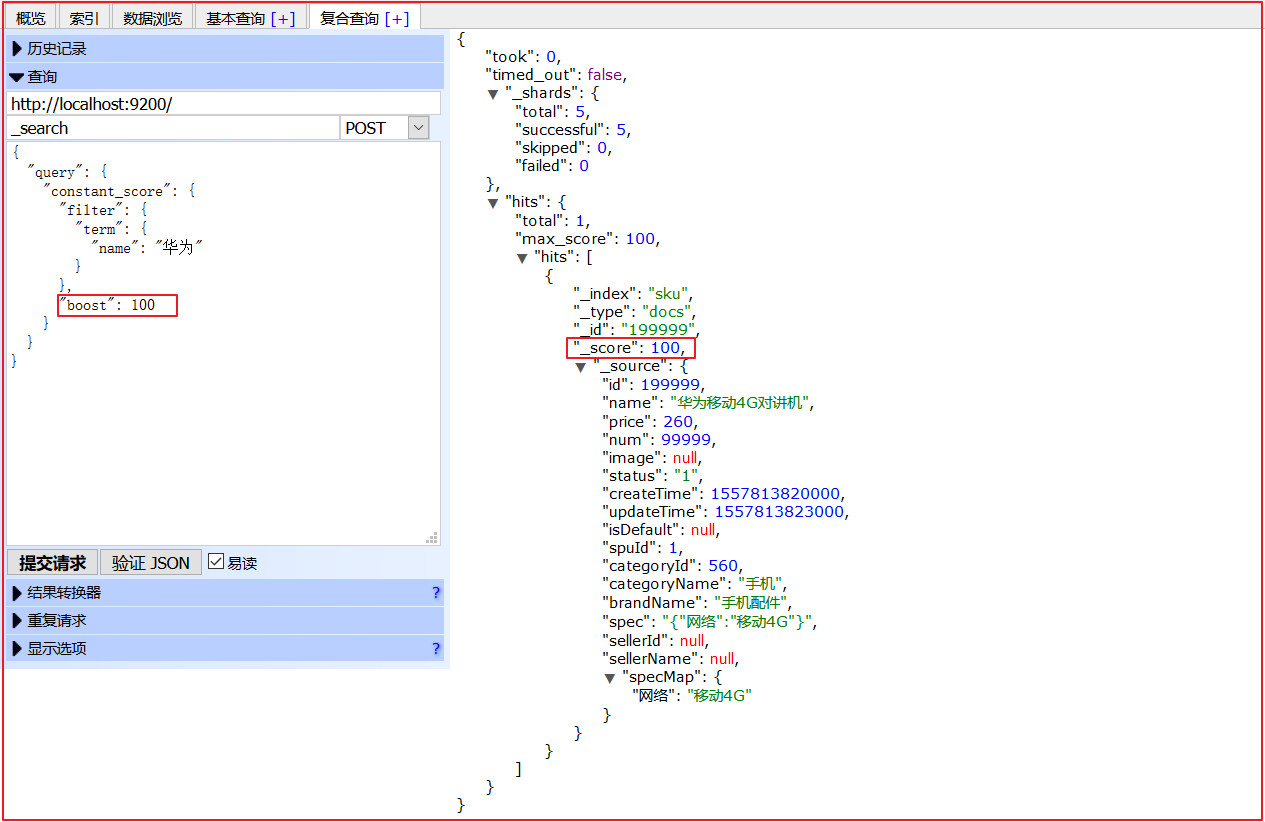 概览 索引 数据浏览 基本查询 [+] 复合查询 [+]
历史记录
查询
http://localhost:9200/
_search POST
{
"query": {
"constant_score": {
"filter": {
"term": {
"name": "华为"
}
},
"boost": 100
}
}
}
提交请求 验证 JSON 易读
结果转换器 ?
重复请求
显示选项 ?
{
"took": 0,
"timed_out": false,
▼ "_shards": {
"total": 5,
"successful": 5,
"skipped": 0,
"failed": 0
},
▼ "hits": {
"total": 1,
"max_score": 100,
▼ "hits": [
{
"_index": "sku",
"_type": "docs",
"_id": "199999",
"_score": 100,
▼ "_source": {
"id": 199999,
"name": "华为移动4G对讲机",
"price": 260,
"num": 99999,
"image": null,
"status": "1",
"createTime": 1557813820000,
"updateTime": 1557813823000,
"isDefault": null,
"spuId": 1,
"categoryId": 560,
"categoryName": "手机",
"brandName": "手机配件",
"spec": "{"网络":"移动4G"}",
"sellerId": null,
"sellerName": null,
▼ "specMap": {
"网络": "移动4G"
}
}
}
]
}
}